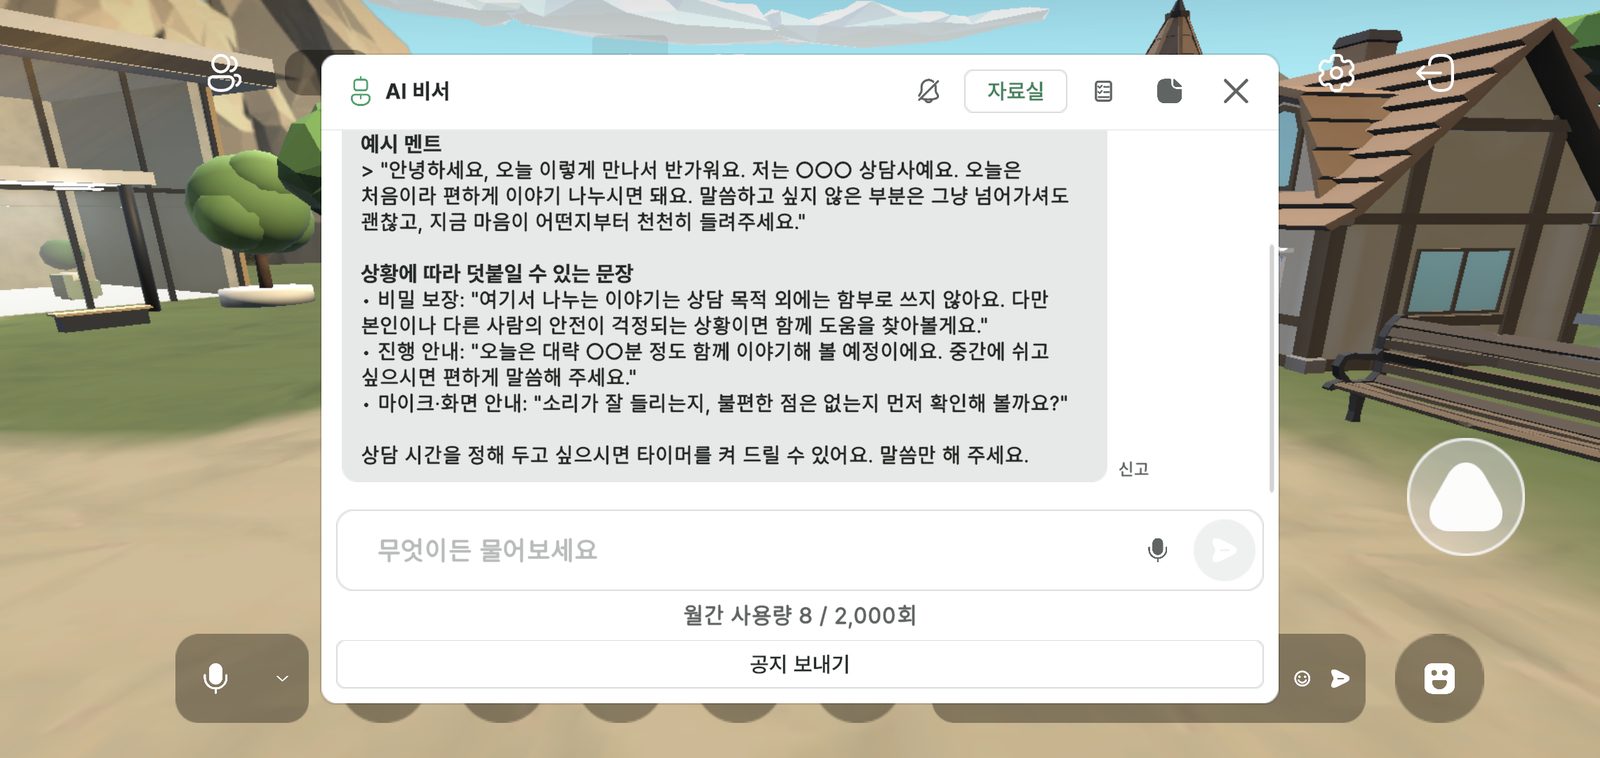 AI 비서
자료실
예시 멘트
> "안녕하세요, 오늘 이렇게 만나서 반가워요. 저는 〇〇〇 상담사예요. 오늘은
처음이라 편하게 이야기 나누시면 돼요. 말씀하고 싶지 않은 부분은 그냥 넘어가셔도
괜찮고, 지금 마음이 어떤지부터 천천히 들려주세요."
상황에 따라 덧붙일 수 있는 문장
• 비밀 보장: "여기서 나누는 이야기는 상담 목적 외에는 함부로 쓰지 않아요. 다만
본인이나 다른 사람의 안전이 걱정되는 상황이면 함께 도움을 찾아볼게요."
• 진행 안내: "오늘은 대략 〇〇분 정도 함께 이야기해 볼 예정이에요. 중간에 쉬고
싶으시면 편하게 말씀해 주세요."
• 마이크·화면 안내: "소리가 잘 들리는지, 불편한 점은 없는지 먼저 확인해 볼까요?"
상담 시간을 정해 두고 싶으시면 타이머를 켜 드릴 수 있어요. 말씀만 해 주세요.
신고
무엇이든 물어보세요
월간 사용량 8 / 2,000회
공지 보내기